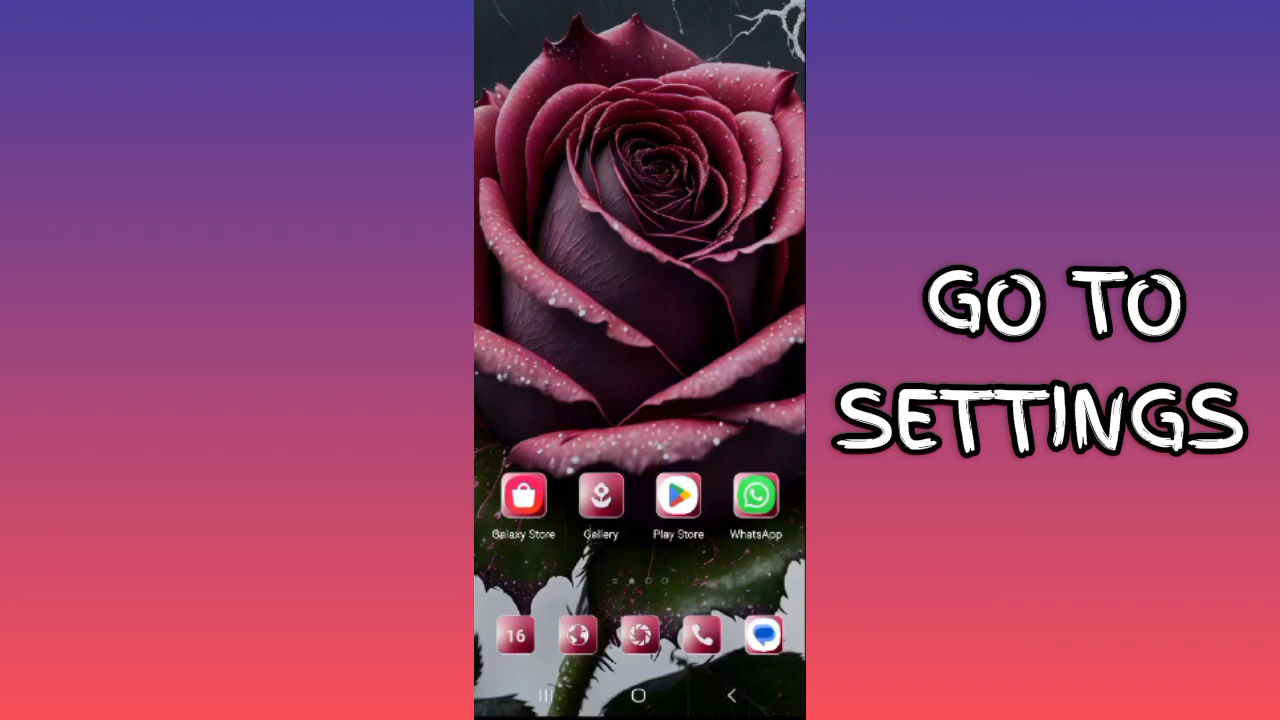 GO TO
SETTINGS
Galaxy Store
Gallery
Play Store
WhatsApp
16